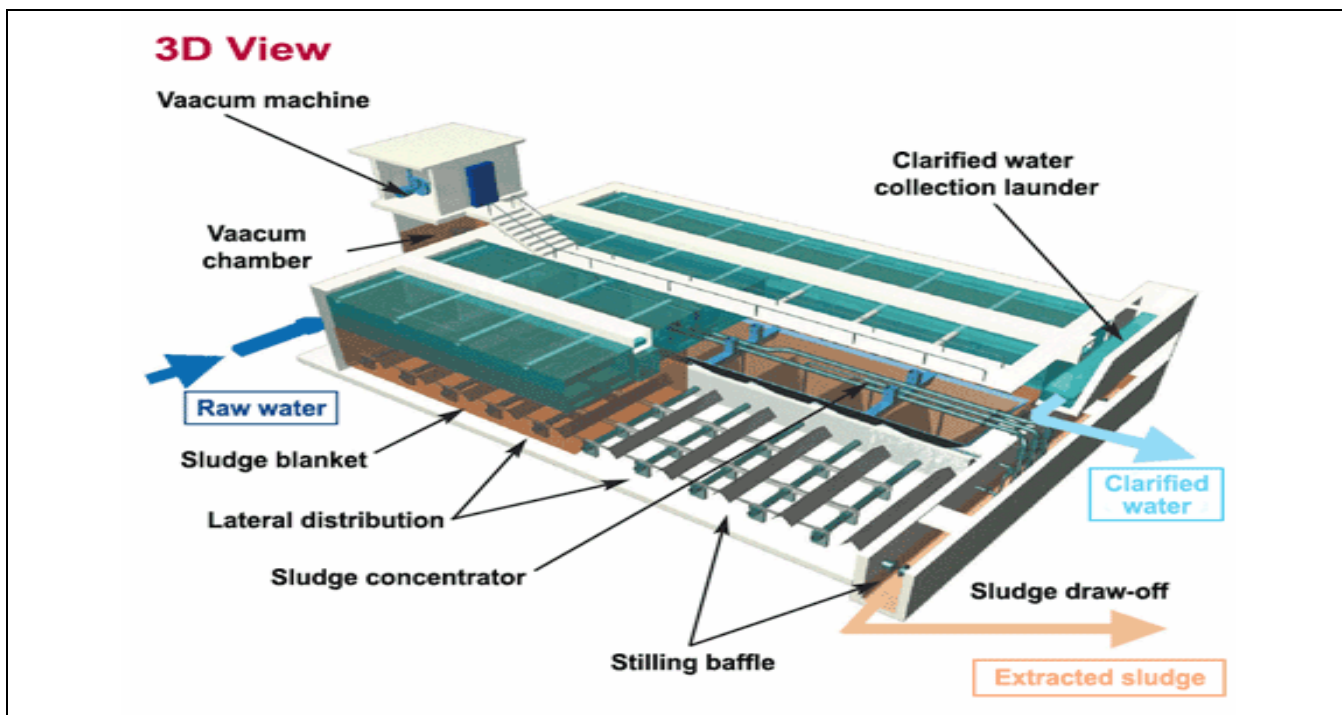 3D View
Vaacum machine
Clarified water
collection launder
Vaacum
chamber
Raw water
Sludge blanket
Lateral distribution
Clarified
water
Sludge concentrator
Sludge draw-off
Stilling baffle
Extracted sludge